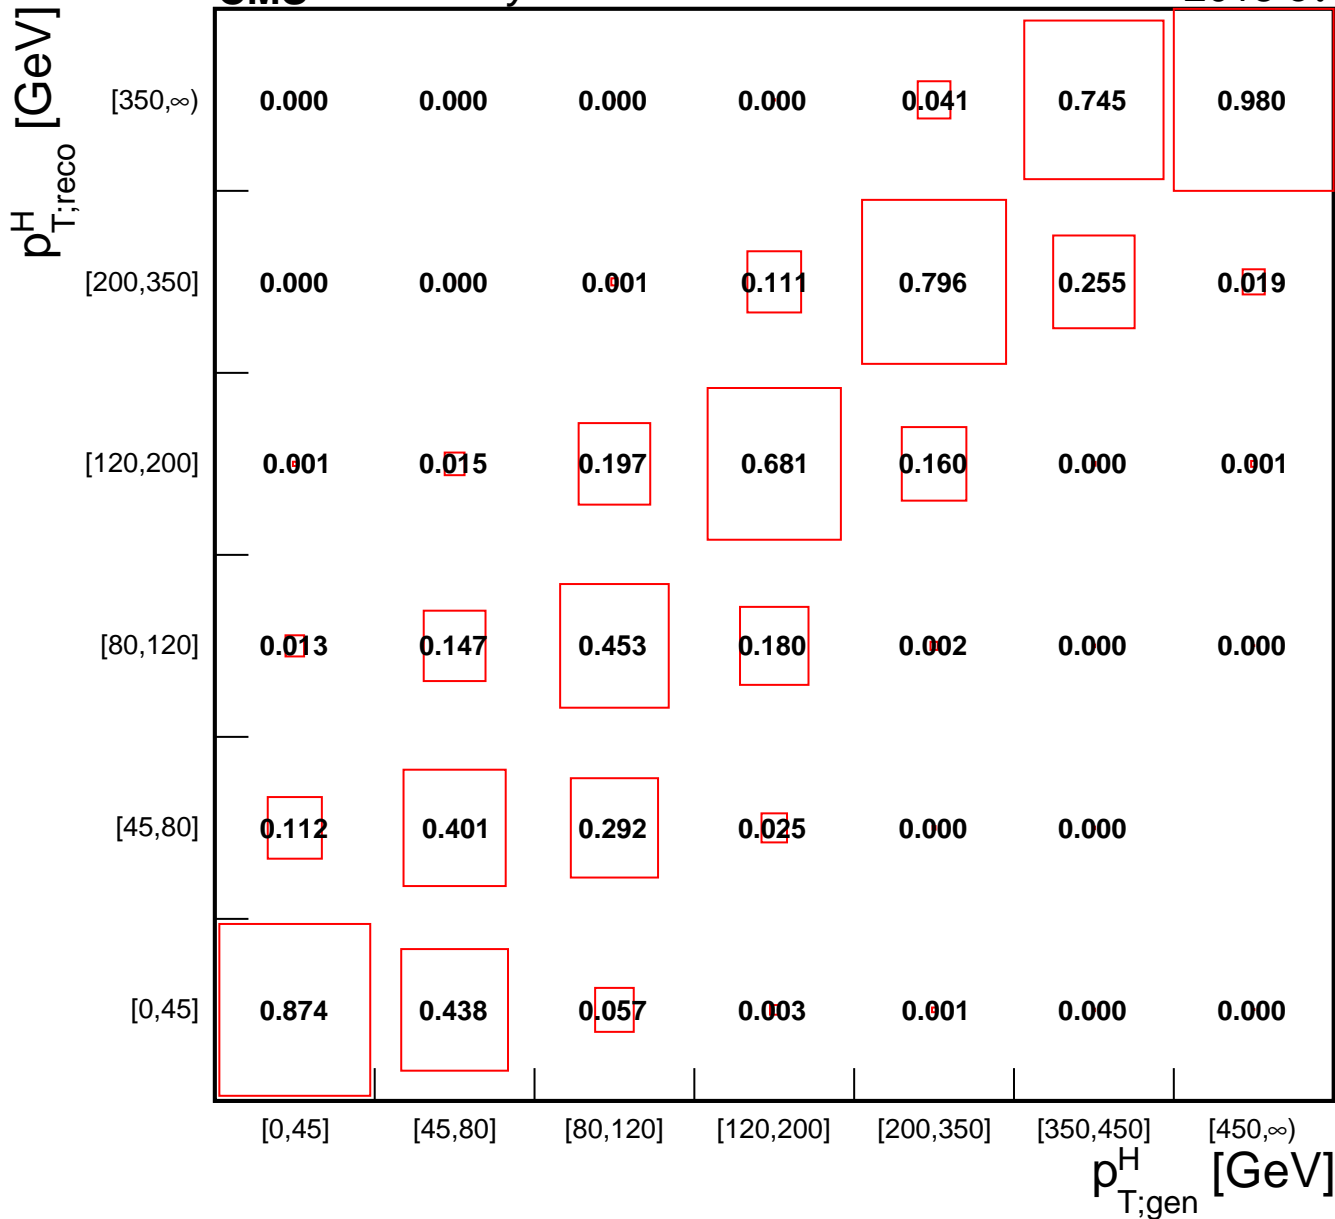 p^H_T;reco [GeV]
[350,∞) 0.000 0.000 0.000 0.000 0.041 0.745 0.980
[200,350] 0.000 0.000 0.001 0.111 0.796 0.255 0.019
[120,200] 0.001 0.015 0.197 0.681 0.160 0.000 0.001
[80,120] 0.013 0.147 0.453 0.180 0.002 0.000 0.000
[45,80] 0.112 0.401 0.292 0.025 0.000 0.000
[0,45] 0.874 0.438 0.057 0.003 0.001 0.000 0.000
[0,45] [45,80] [80,120] [120,200] [200,350] [350,450] [450,∞)
p^H_T;gen [GeV]